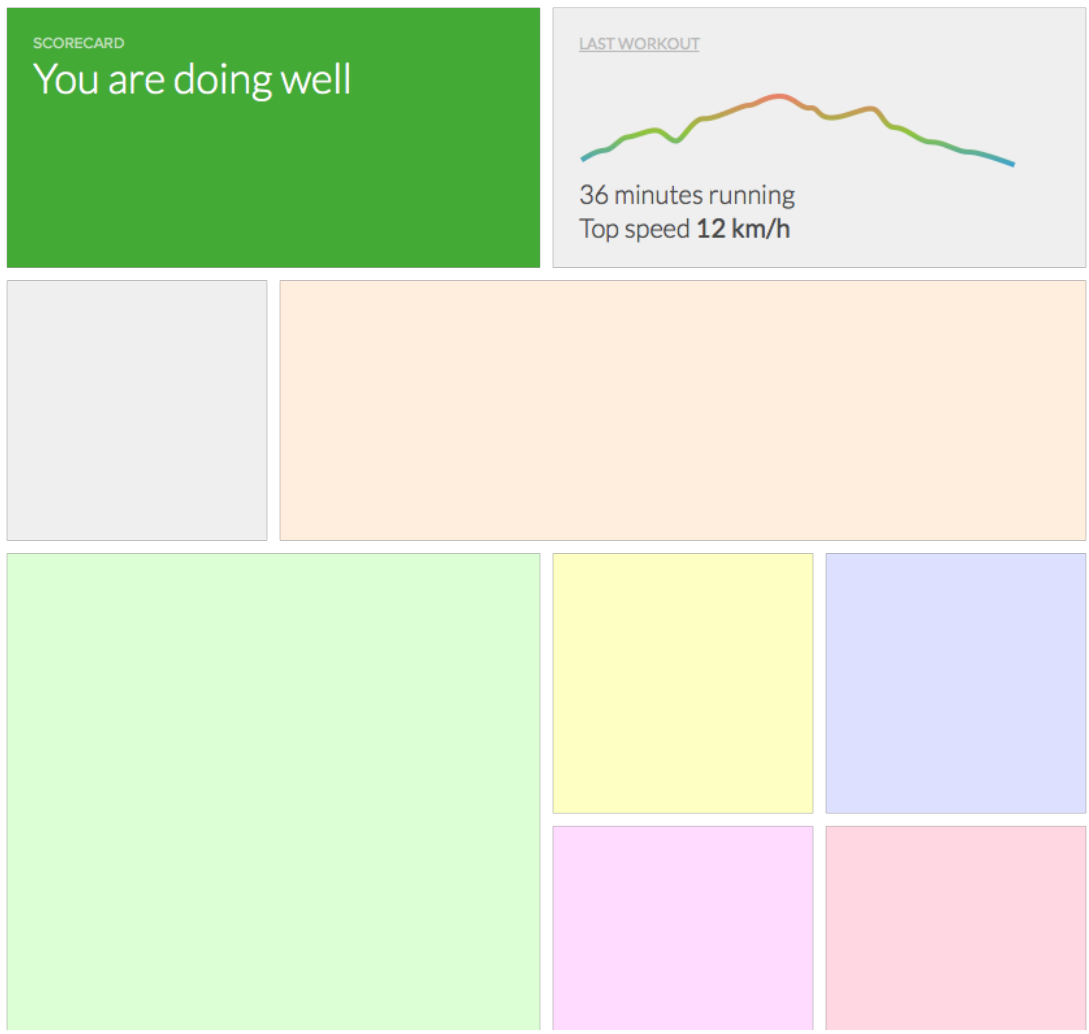 SCORECARD
You are doing well
LAST WORKOUT
36 minutes running
Top speed 12 km/h